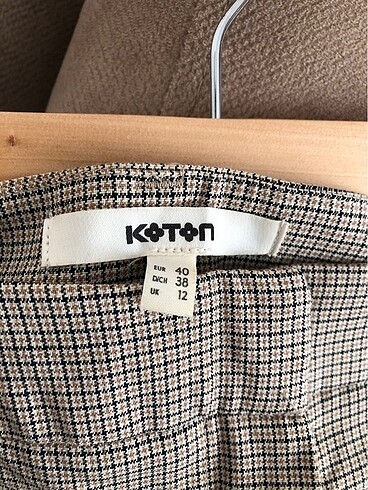 KOTON
EUR 40
D/CH 38
UK 12